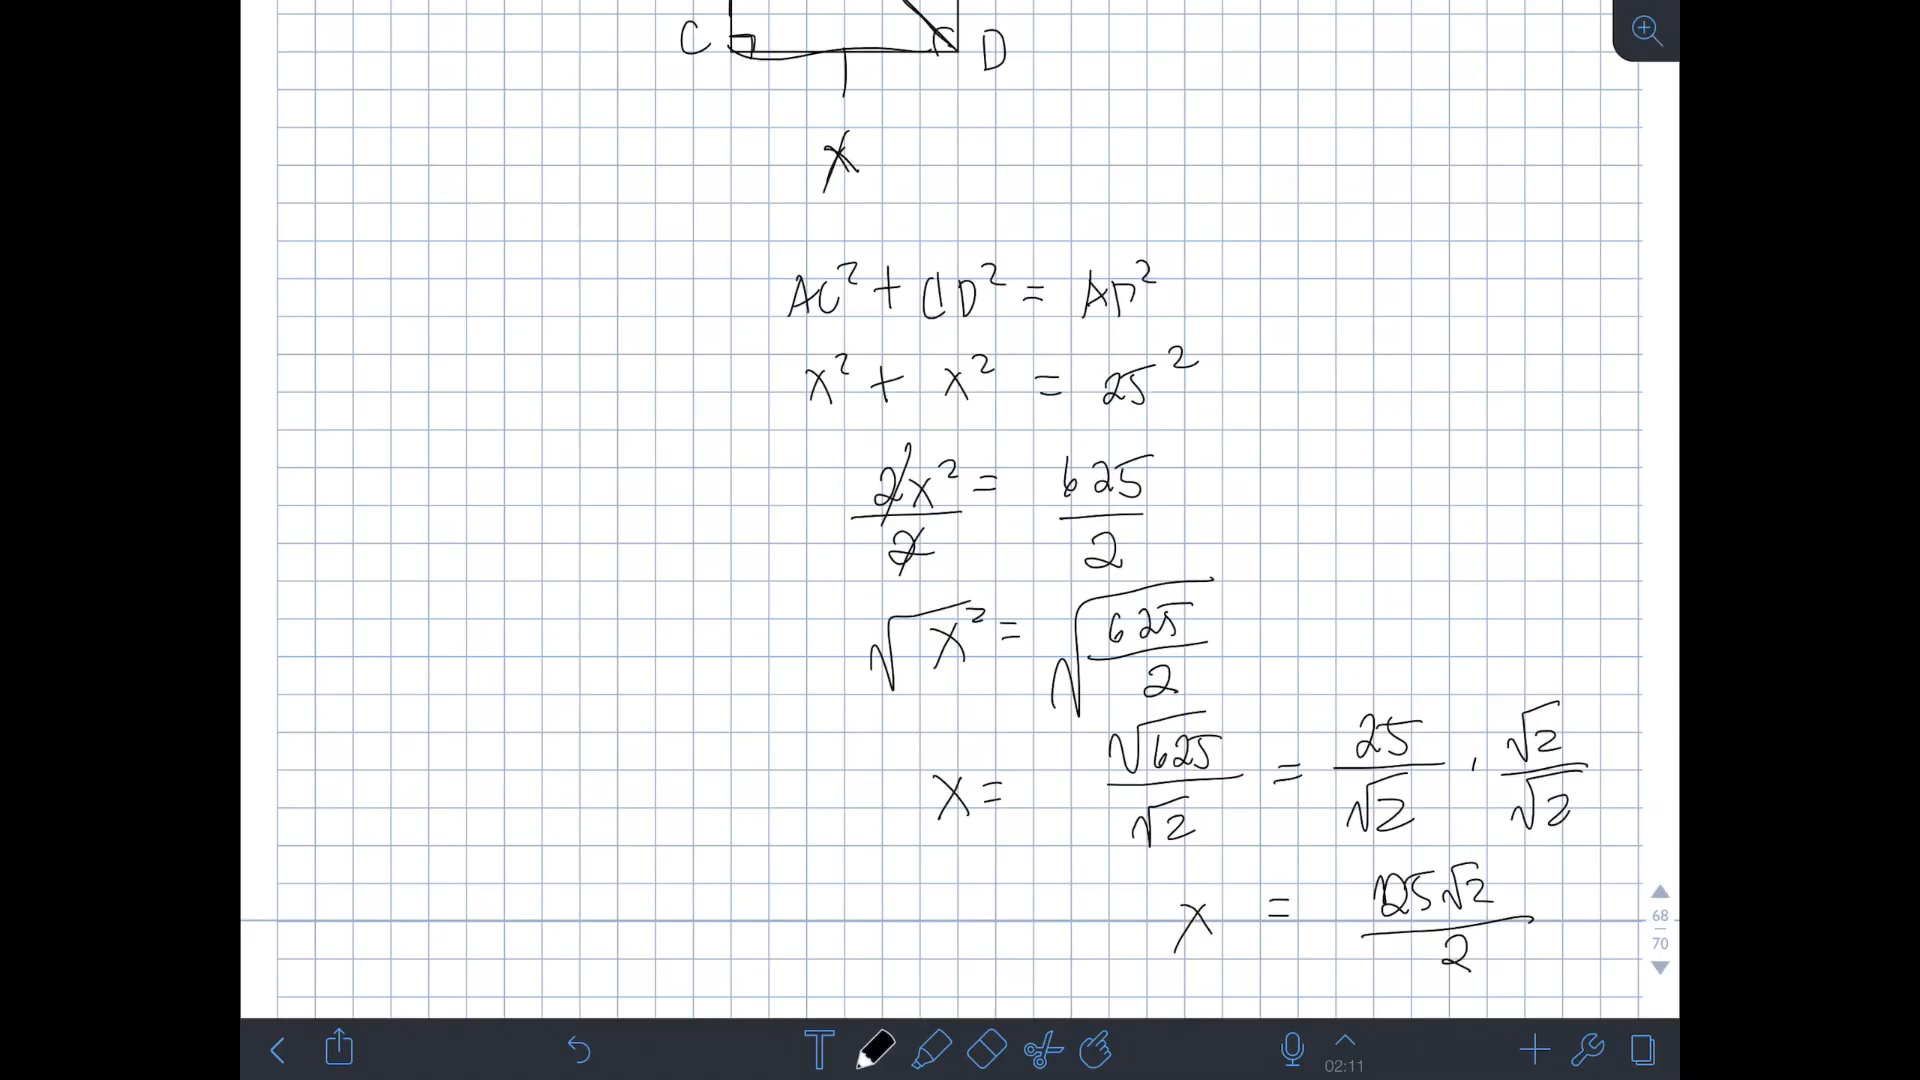 C D
x
AC² + CD² = AD²
x² + x² = 25²
2x²/2 = 625/2
√x² = √(625/2)
x = √625/√2 = 25/√2 · √2/√2
x = 25√2/2
68
70
T
02:11